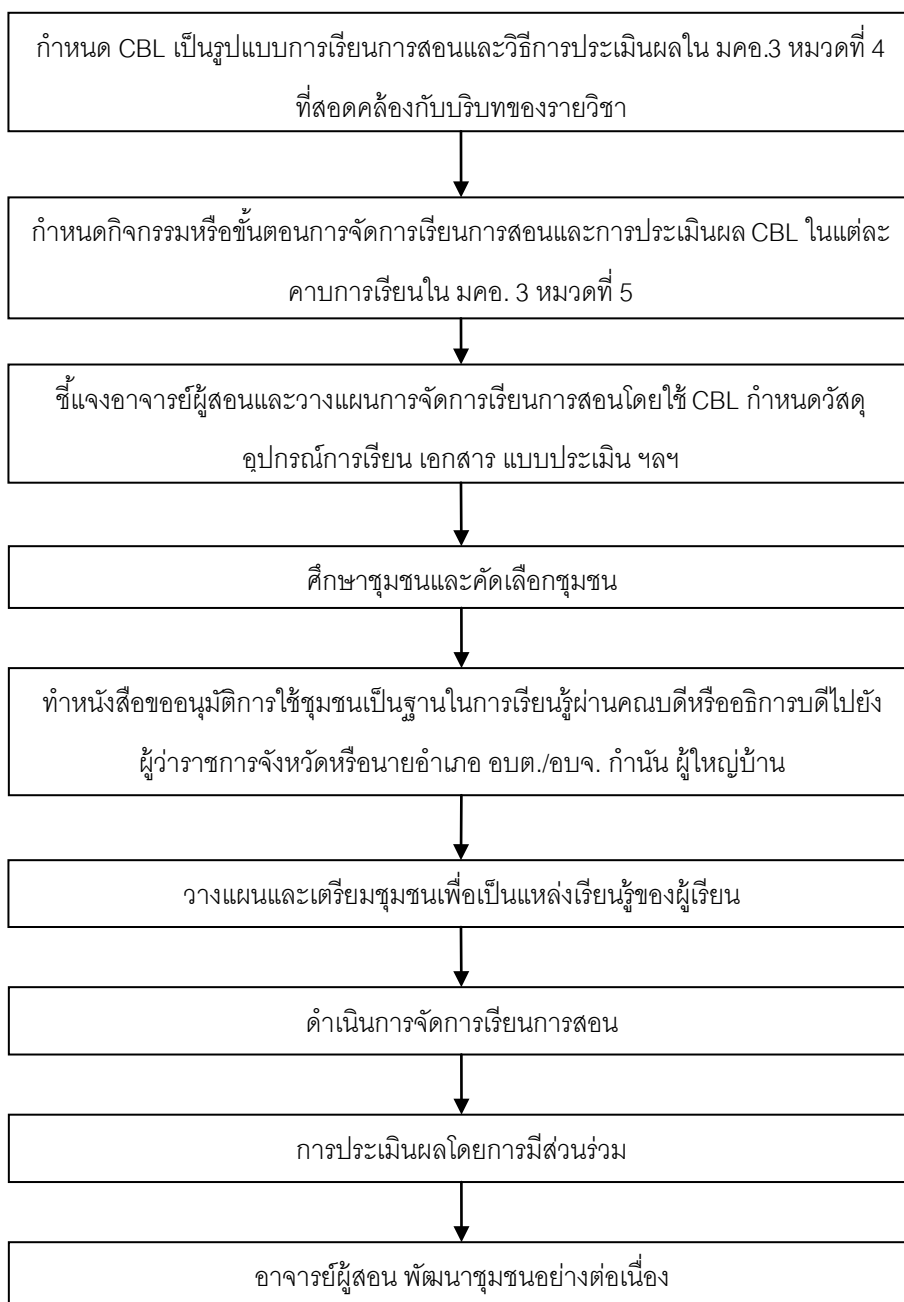 กำหนด CBL เป็นรูปแบบการเรียนการสอนและวิธีการประเมินผลใน มคอ.3 หมวดที่ 4
ที่สอดคล้องกับบริบทของรายวิชา
กำหนดกิจกรรมหรือขั้นตอนการจัดการเรียนการสอนและการประเมินผล CBL ในแต่ละ
คาบการเรียนใน มคอ. 3 หมวดที่ 5
ชี้แจงอาจารย์ผู้สอนและวางแผนการจัดการเรียนการสอนโดยใช้ CBL กำหนดวัสดุ
อุปกรณ์การเรียน เอกสาร แบบประเมิน ฯลฯ
ศึกษาชุมชนและคัดเลือกชุมชน
ทำหนังสือขออนุมัติการใช้ชุมชนเป็นฐานในการเรียนรู้ผ่านคณบดีหรืออธิการบดีไปยัง
ผู้ว่าราชการจังหวัดหรือนายอำเภอ อบต./อบจ. กำนัน ผู้ใหญ่บ้าน
วางแผนและเตรียมชุมชนเพื่อเป็นแหล่งเรียนรู้ของผู้เรียน
ดำเนินการจัดการเรียนการสอน
การประเมินผลโดยการมีส่วนร่วม
อาจารย์ผู้สอน พัฒนาชุมชนอย่างต่อเนื่อง